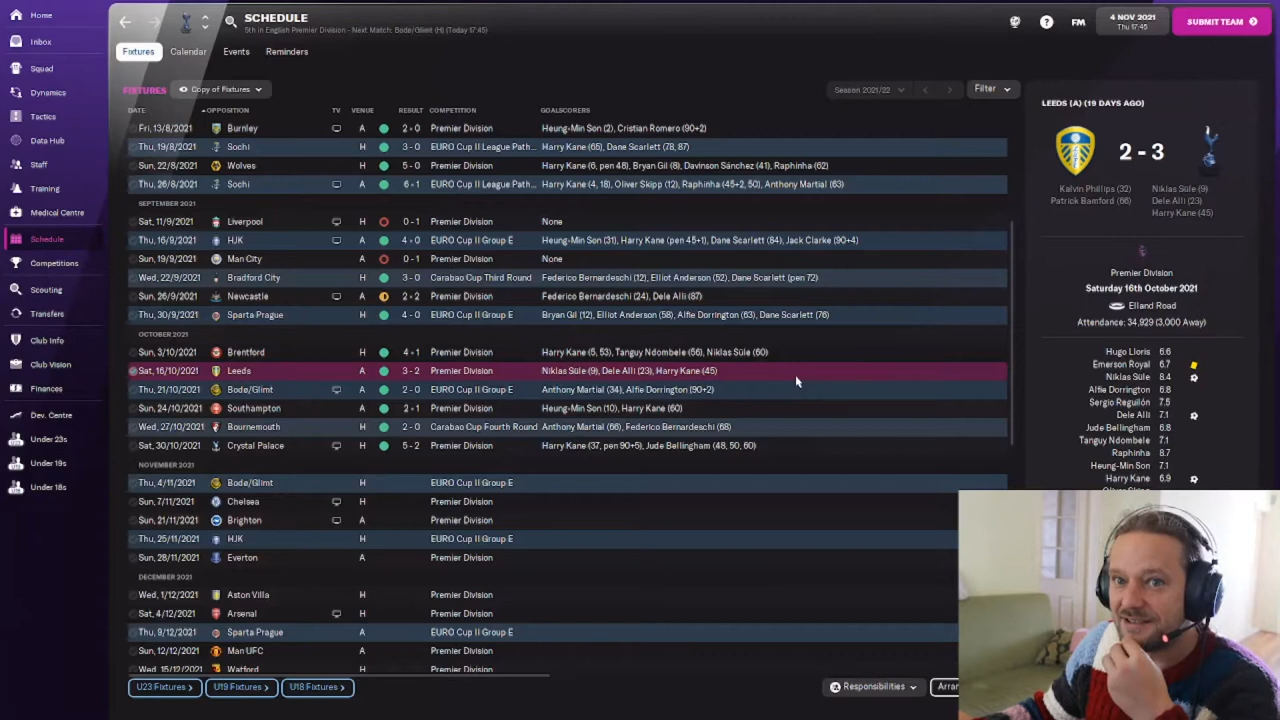 Home
SCHEDULE
5th in English Premier Division - Next Match: Bodø/Glimt (H) (Today 17:45)
FM
4 NOV 2021
Thu 17:45
SUBMIT TEAM
Inbox
Squad
Dynamics
Tactics
Data Hub
Staff
Training
Medical Centre
Schedule
Competitions
Scouting
Transfers
Club Info
Club Vision
Finances
Dev. Centre
Under 23s
Under 19s
Under 18s
Fixtures Calendar Events Reminders
FIXTURES Copy of Fixtures Season 2021/22 Filter
DATE OPPOSITION TV VENUE RESULT COMPETITION GOALSCORERS
Fri, 13/8/2021 Burnley A 2 - 0 Premier Division Heung-Min Son (2), Cristian Romero (90+2)
Thu, 19/8/2021 Sochi H 3 - 0 EURO Cup II League Path... Harry Kane (65), Dane Scarlett (78, 87)
Sun, 22/8/2021 Wolves H 5 - 0 Premier Division Harry Kane (6, pen 48), Bryan Gil (8), Davinson Sánchez (41), Raphinha (62)
Thu, 26/8/2021 Sochi A 6 - 1 EURO Cup II League Path... Harry Kane (4, 18), Oliver Skipp (12), Raphinha (45+2, 50), Anthony Martial (63)
SEPTEMBER 2021
Sat, 11/9/2021 Liverpool H 0 - 1 Premier Division None
Thu, 16/9/2021 HJK H 4 - 0 EURO Cup II Group E Heung-Min Son (31), Harry Kane (pen 45+1), Dane Scarlett (84), Jack Clarke (90+4)
Sun, 19/9/2021 Man City A 0 - 1 Premier Division None
Wed, 22/9/2021 Bradford City H 3 - 0 Carabao Cup Third Round Federico Bernardeschi (12), Elliot Anderson (52), Dane Scarlett (pen 72)
Sun, 26/9/2021 Newcastle A 2 - 2 Premier Division Federico Bernardeschi (24), Dele Alli (87)
Thu, 30/9/2021 Sparta Prague H 4 - 0 EURO Cup II Group E Bryan Gil (12), Elliot Anderson (58), Alfie Dorrington (63), Dane Scarlett (76)
OCTOBER 2021
Sun, 3/10/2021 Brentford H 4 - 1 Premier Division Harry Kane (5, 53), Tanguy Ndombele (56), Niklas Süle (60)
Sat, 16/10/2021 Leeds A 3 - 2 Premier Division Niklas Süle (9), Dele Alli (23), Harry Kane (45)
Thu, 21/10/2021 Bodø/Glimt A 2 - 0 EURO Cup II Group E Anthony Martial (34), Alfie Dorrington (90+2)
Sun, 24/10/2021 Southampton A 2 - 1 Premier Division Heung-Min Son (10), Harry Kane (60)
Wed, 27/10/2021 Bournemouth H 2 - 0 Carabao Cup Fourth Round Anthony Martial (66), Federico Bernardeschi (68)
Sat, 30/10/2021 Crystal Palace H 5 - 2 Premier Division Harry Kane (37, pen 90+5), Jude Bellingham (48, 50, 60)
NOVEMBER 2021
Thu, 4/11/2021 Bodø/Glimt H EURO Cup II Group E
Sun, 7/11/2021 Chelsea H Premier Division
Sun, 21/11/2021 Brighton A Premier Division
Thu, 25/11/2021 HJK H EURO Cup II Group E
Sun, 28/11/2021 Everton A Premier Division
DECEMBER 2021
Wed, 1/12/2021 Aston Villa H Premier Division
Sat, 4/12/2021 Arsenal H Premier Division
Thu, 9/12/2021 Sparta Prague A EURO Cup II Group E
Sun, 12/12/2021 Man UFC A Premier Division
Wed, 15/12/2021 Watford H Premier Division
U23 Fixtures U19 Fixtures U18 Fixtures Responsibilities
LEEDS (A) (19 DAYS AGO)
2 - 3
Kalvin Phillips (32) Niklas Süle (9)
Patrick Bamford (66) Dele Alli (23)
Harry Kane (45)
Premier Division
Saturday 16th October 2021
Elland Road
Attendance: 34,929 (3,000 Away)
Hugo Lloris 6.6
Emerson Royal 6.7
Niklas Süle 8.4
Alfie Dorrington 6.8
Sergio Reguilón 7.5
Dele Alli 7.1
Jude Bellingham 6.8
Tanguy Ndombele 7.1
Raphinha 8.7
Heung-Min Son 7.1
Harry Kane 6.9